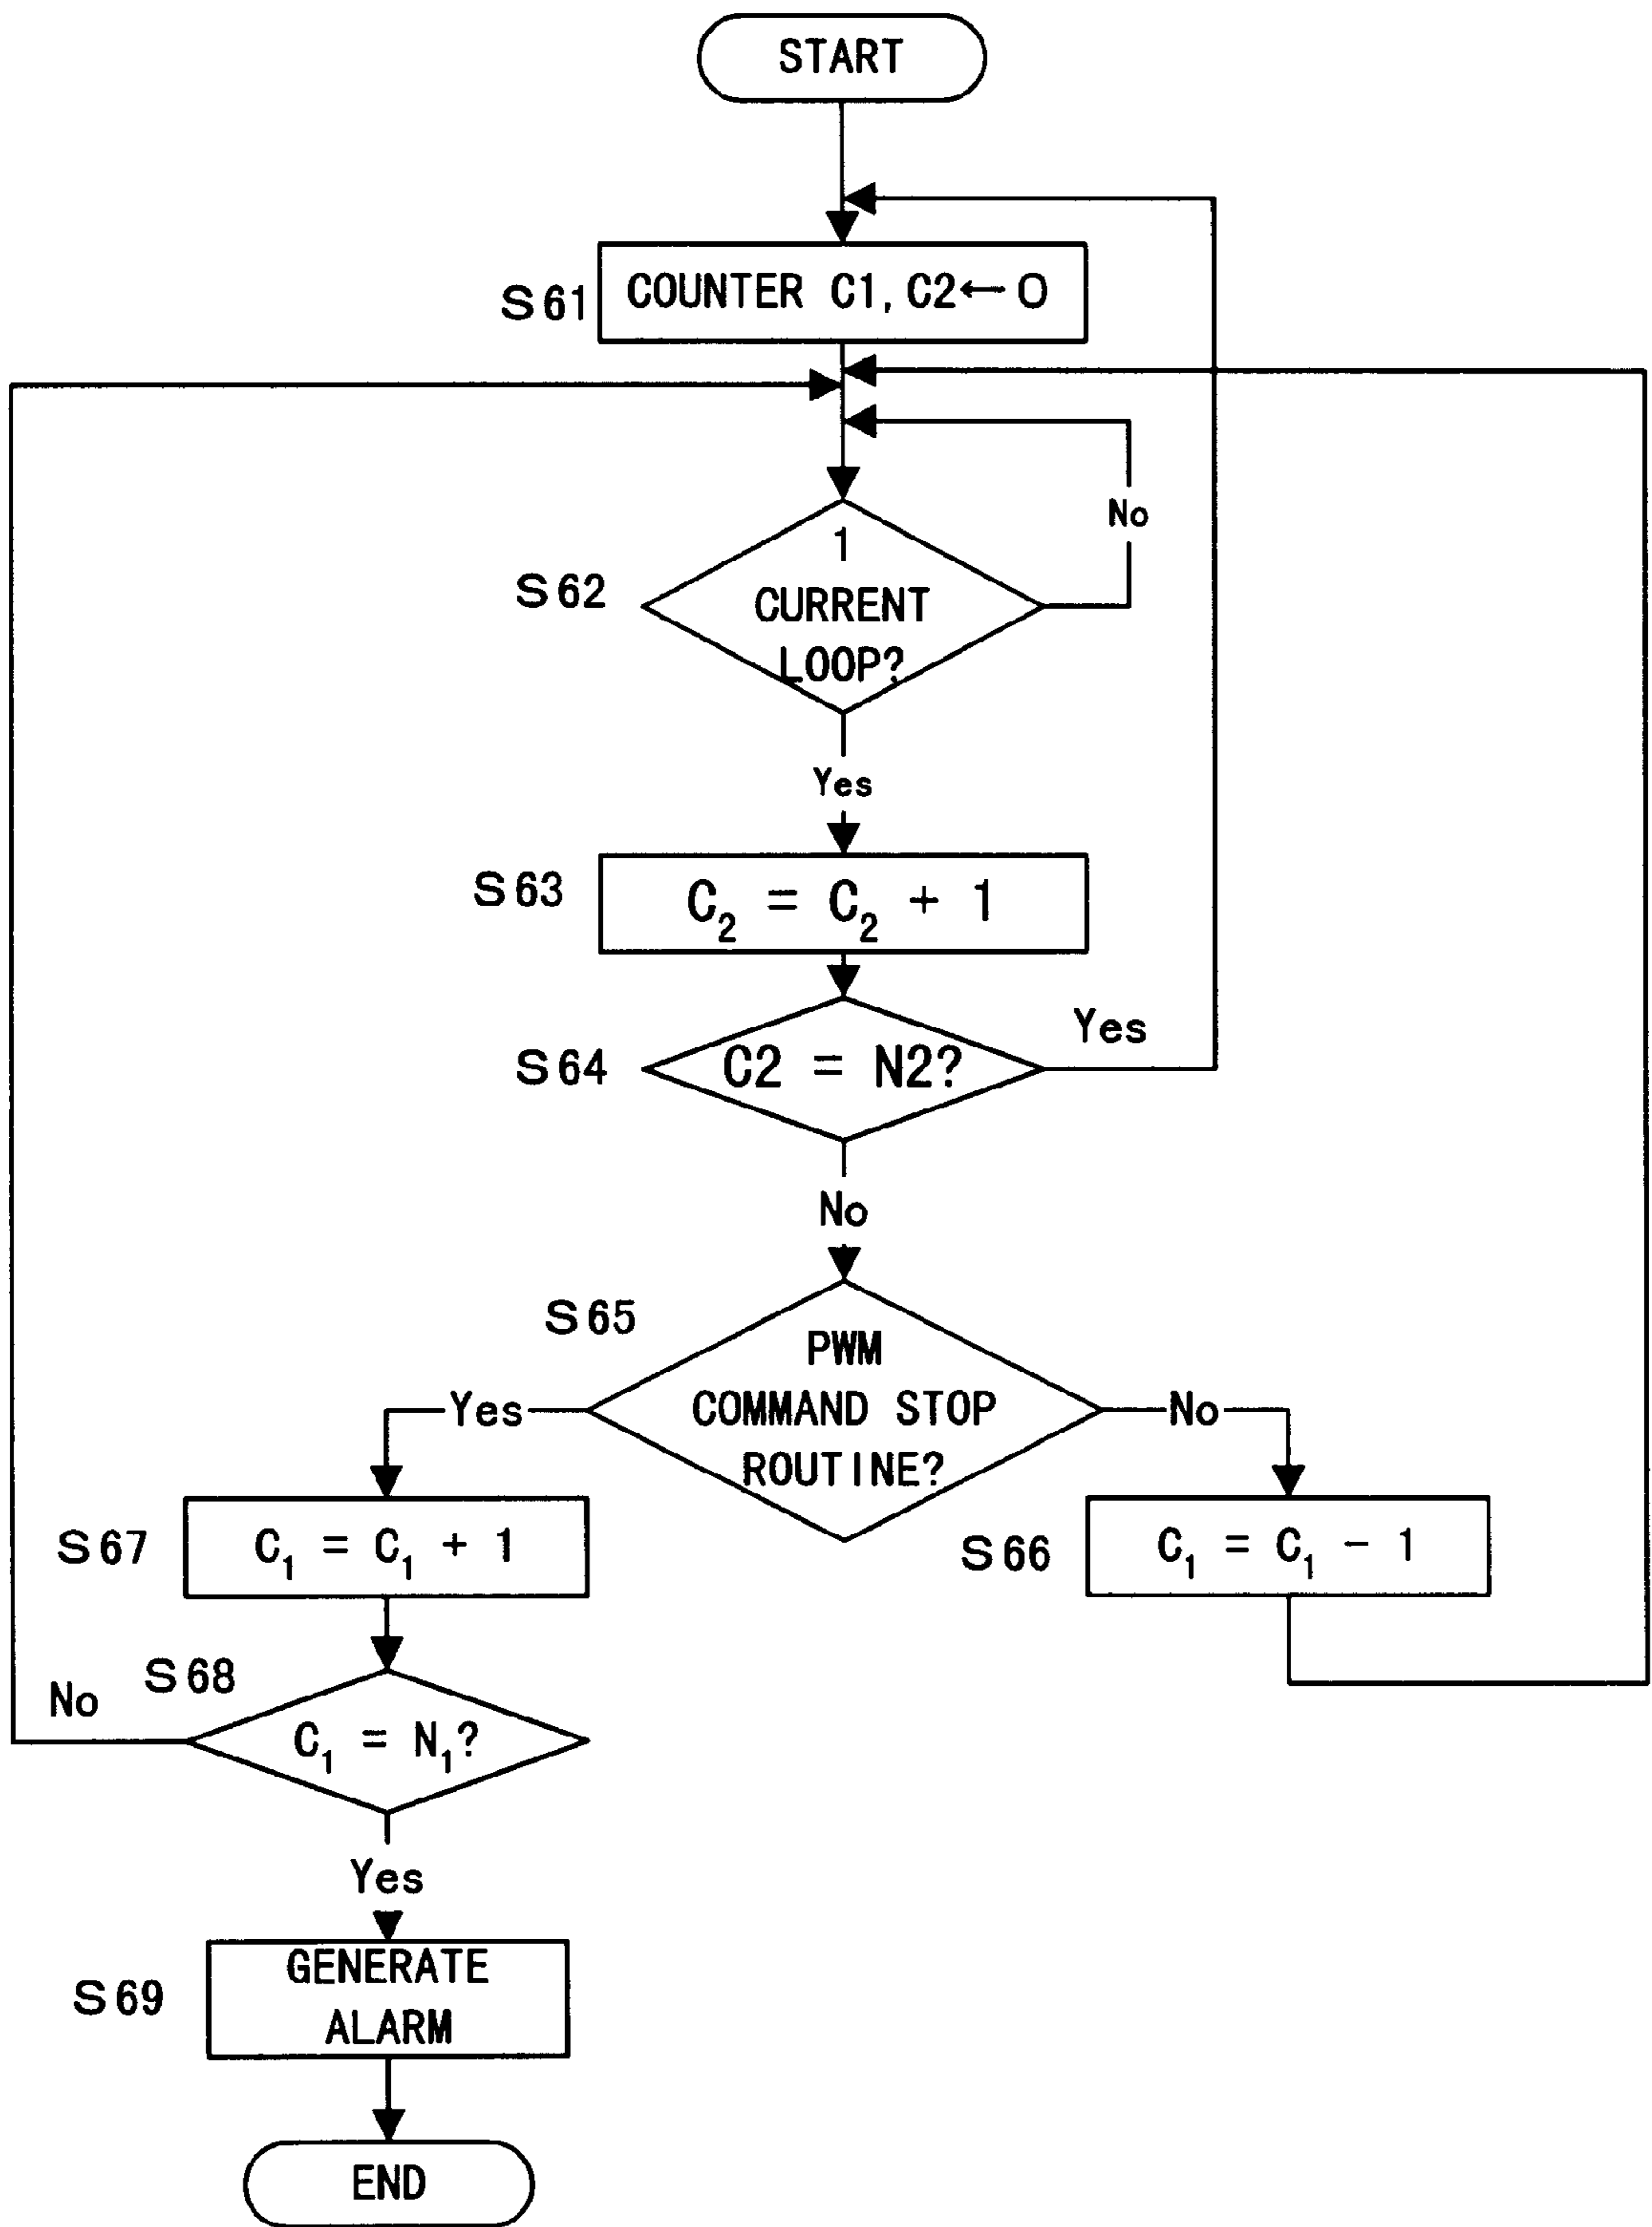 START
S61
COUNTER C1, C2← 0
No
S62
1
CURRENT
LOOP?
Yes
S63
C₂ = C₂ + 1
S64
C2 = N2?
Yes
No
S65
PWM
COMMAND STOP
ROUTINE?
Yes
No
S67
C₁ = C₁ + 1
S66
C₁ = C₁ - 1
S68
No
C₁ = N₁?
Yes
S69
GENERATE
ALARM
END